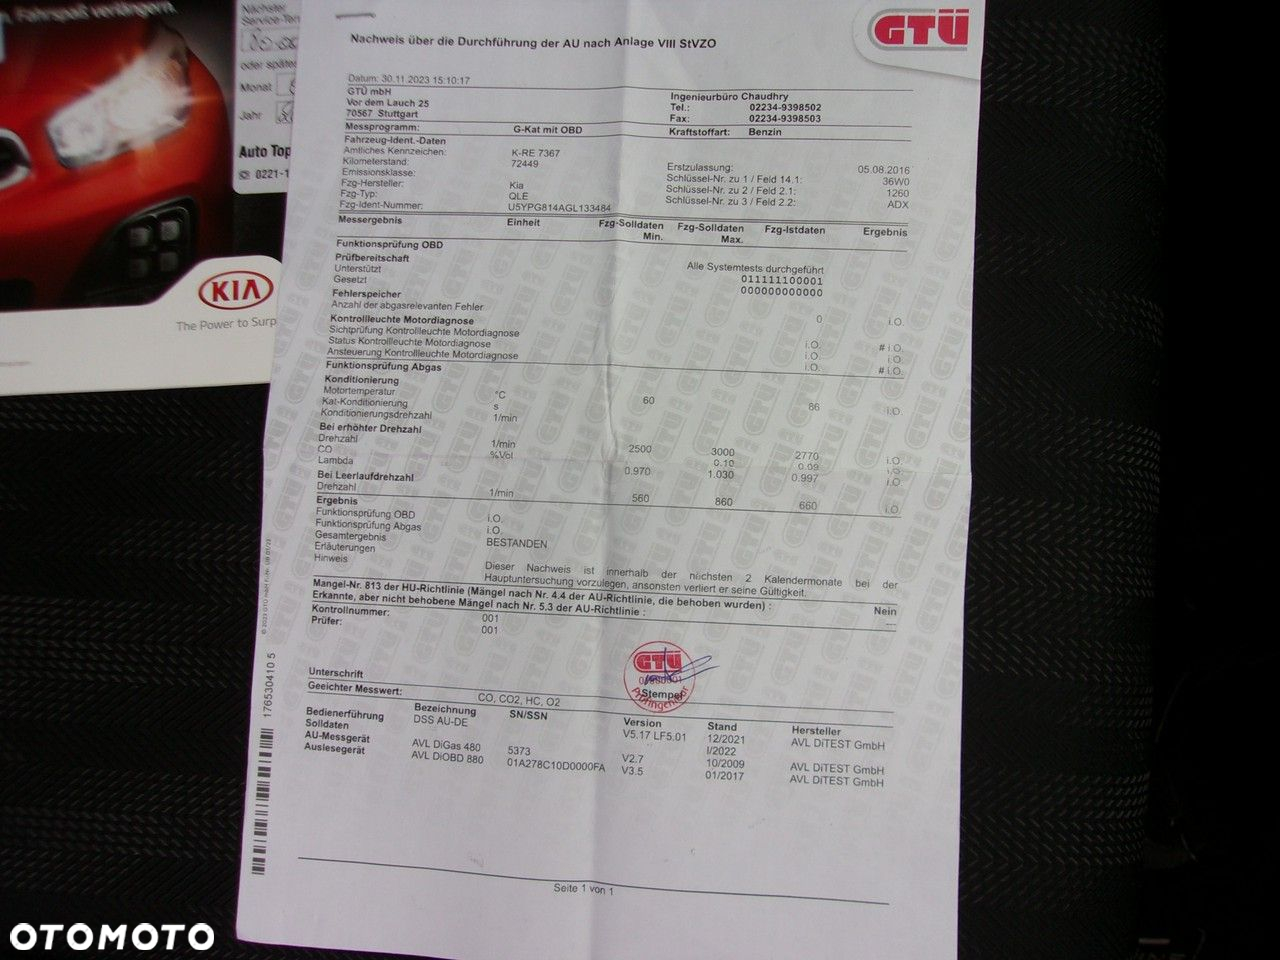 Fahrspaß verlängern.
Nächster
Service-Ter
oder späte
Monat
Jahr
Auto Top
0221-1
KIA
The Power to Surp
GTÜ
Nachweis über die Durchführung der AU nach Anlage VIII StVZO
Datum: 30.11.2023 15:10:17
GTÜ mbH
Vor dem Lauch 25
70567 Stuttgart
Ingenieurbüro Chaudhry
Tel.: 02234-9398502
Fax: 02234-9398503
Messprogramm: G-Kat mit OBD Kraftstoffart: Benzin
Fahrzeug-Ident.-Daten
Amtliches Kennzeichen: K-RE 7367
Kilometerstand: 72449 Erstzulassung: 05.08.2016
Emissionsklasse: Schlüssel-Nr. zu 1 / Feld 14.1: 36W0
Fzg-Hersteller: Kia Schlüssel-Nr. zu 2 / Feld 2.1: 1260
Fzg-Typ: QLE Schlüssel-Nr. zu 3 / Feld 2.2: ADX
Fzg-Ident-Nummer: U5YPG814AGL133484
Messergebnis Einheit Fzg-Solldaten Min. Fzg-Solldaten Max. Fzg-Istdaten Ergebnis
Funktionsprüfung OBD
Prüfbereitschaft Alle Systemtests durchgeführt
Unterstützt 011111100001
Gesetzt 000000000000
Fehlerspeicher
Anzahl der abgasrelevanten Fehler 0 i.O.
Kontrollleuchte Motordiagnose
Sichtprüfung Kontrollleuchte Motordiagnose i.O. # i.O.
Status Kontrollleuchte Motordiagnose i.O. i.O.
Ansteuerung Kontrollleuchte Motordiagnose i.O. # i.O.
Funktionsprüfung Abgas
Konditionierung
Motortemperatur °C 60 86 i.O.
Kat-Konditionierung s
Konditionierungsdrehzahl 1/min
Bei erhöhter Drehzahl
Drehzahl 1/min 2500 3000 2770 i.O.
CO %Vol 0.10 0.09 i.O.
Lambda 0.970 1.030 0.997 i.O.
Bei Leerlaufdrehzahl
Drehzahl 1/min 560 860 660 i.O.
Ergebnis
Funktionsprüfung OBD i.O.
Funktionsprüfung Abgas i.O.
Gesamtergebnis BESTANDEN
Erläuterungen
Hinweis Dieser Nachweis ist innerhalb der nächsten 2 Kalendermonate bei der
Hauptuntersuchung vorzulegen, ansonsten verliert er seine Gültigkeit.
Mangel-Nr. 813 der HU-Richtlinie (Mängel nach Nr. 4.4 der AU-Richtlinie, die behoben wurden) : Nein
Erkannte, aber nicht behobene Mängel nach Nr. 5.3 der AU-Richtlinie : ---
Kontrollnummer: 001
Prüfer: 001
GTÜ
Stempel
Prüfingenieur
Unterschrift
Geeichter Messwert: CO, CO2, HC, O2
Bezeichnung SN/SSN Version Stand Hersteller
Bedienerführung DSS AU-DE V5.17 LF5.01 12/2021 AVL DiTEST GmbH
Solldaten I/2022
AU-Messgerät AVL DiGas 480 5373 V2.7 10/2009 AVL DiTEST GmbH
Auslesegerät AVL DiOBD 880 01A278C10D0000FA V3.5 01/2017 AVL DiTEST GmbH
176530410 5
Seite 1 von 1
OTOMOTO